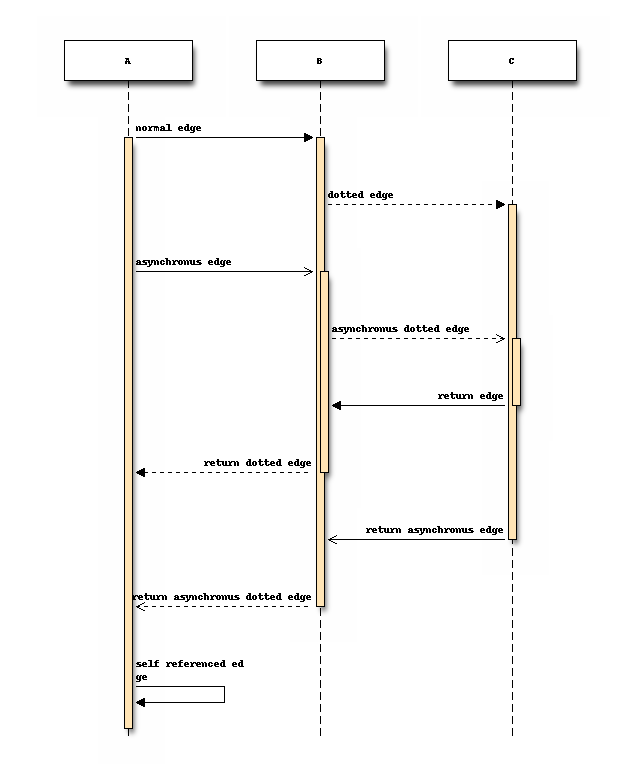 A
B
C
normal edge
dotted edge
asynchronus edge
asynchronus dotted edge
return edge
return dotted edge
return asynchronus edge
return asynchronus dotted edge
self referenced ed
ge